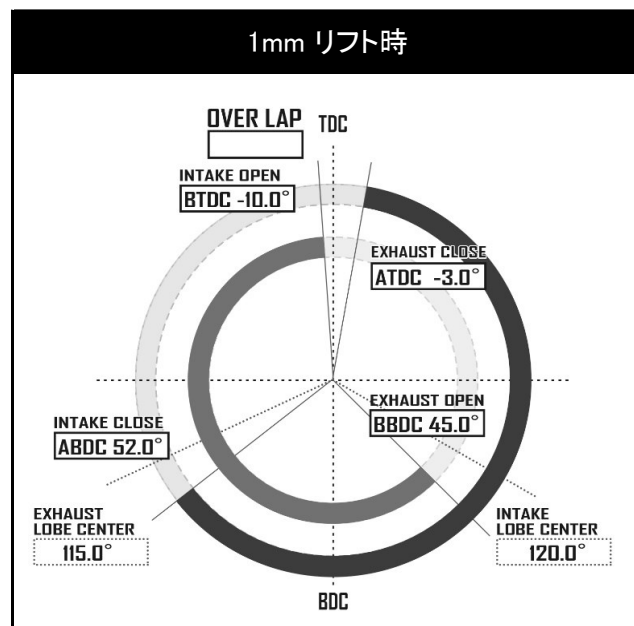 1mm リフト時
OVER LAP
TDC
INTAKE OPEN
BTDC -10.0°
EXHAUST CLOSE
ATDC -3.0°
EXHAUST OPEN
BBDC 45.0°
INTAKE CLOSE
ABDC 52.0°
EXHAUST
LOBE CENTER
115.0°
INTAKE
LOBE CENTER
120.0°
BDC